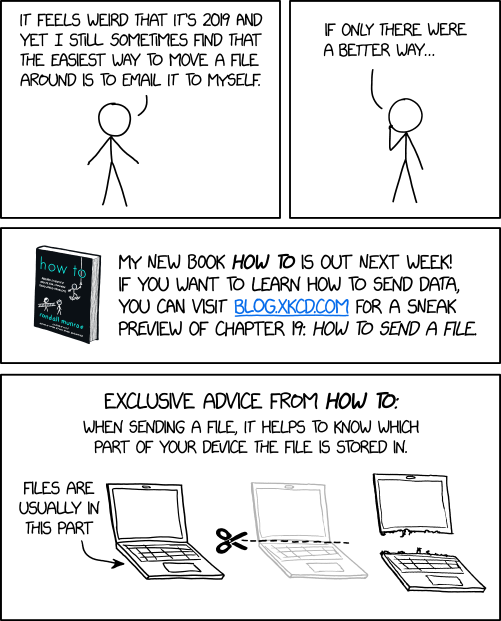 IT FEELS WEIRD THAT IT'S 2019 AND
YET I STILL SOMETIMES FIND THAT
THE EASIEST WAY TO MOVE A FILE
AROUND IS TO EMAIL IT TO MYSELF.
IF ONLY THERE WERE
A BETTER WAY...
how to
randall munroe
MY NEW BOOK HOW TO IS OUT NEXT WEEK!
IF YOU WANT TO LEARN HOW TO SEND DATA,
YOU CAN VISIT BLOG.XKCD.COM FOR A SNEAK
PREVIEW OF CHAPTER 19: HOW TO SEND A FILE.
EXCLUSIVE ADVICE FROM HOW TO:
WHEN SENDING A FILE, IT HELPS TO KNOW WHICH
PART OF YOUR DEVICE THE FILE IS STORED IN.
FILES ARE
USUALLY IN
THIS PART